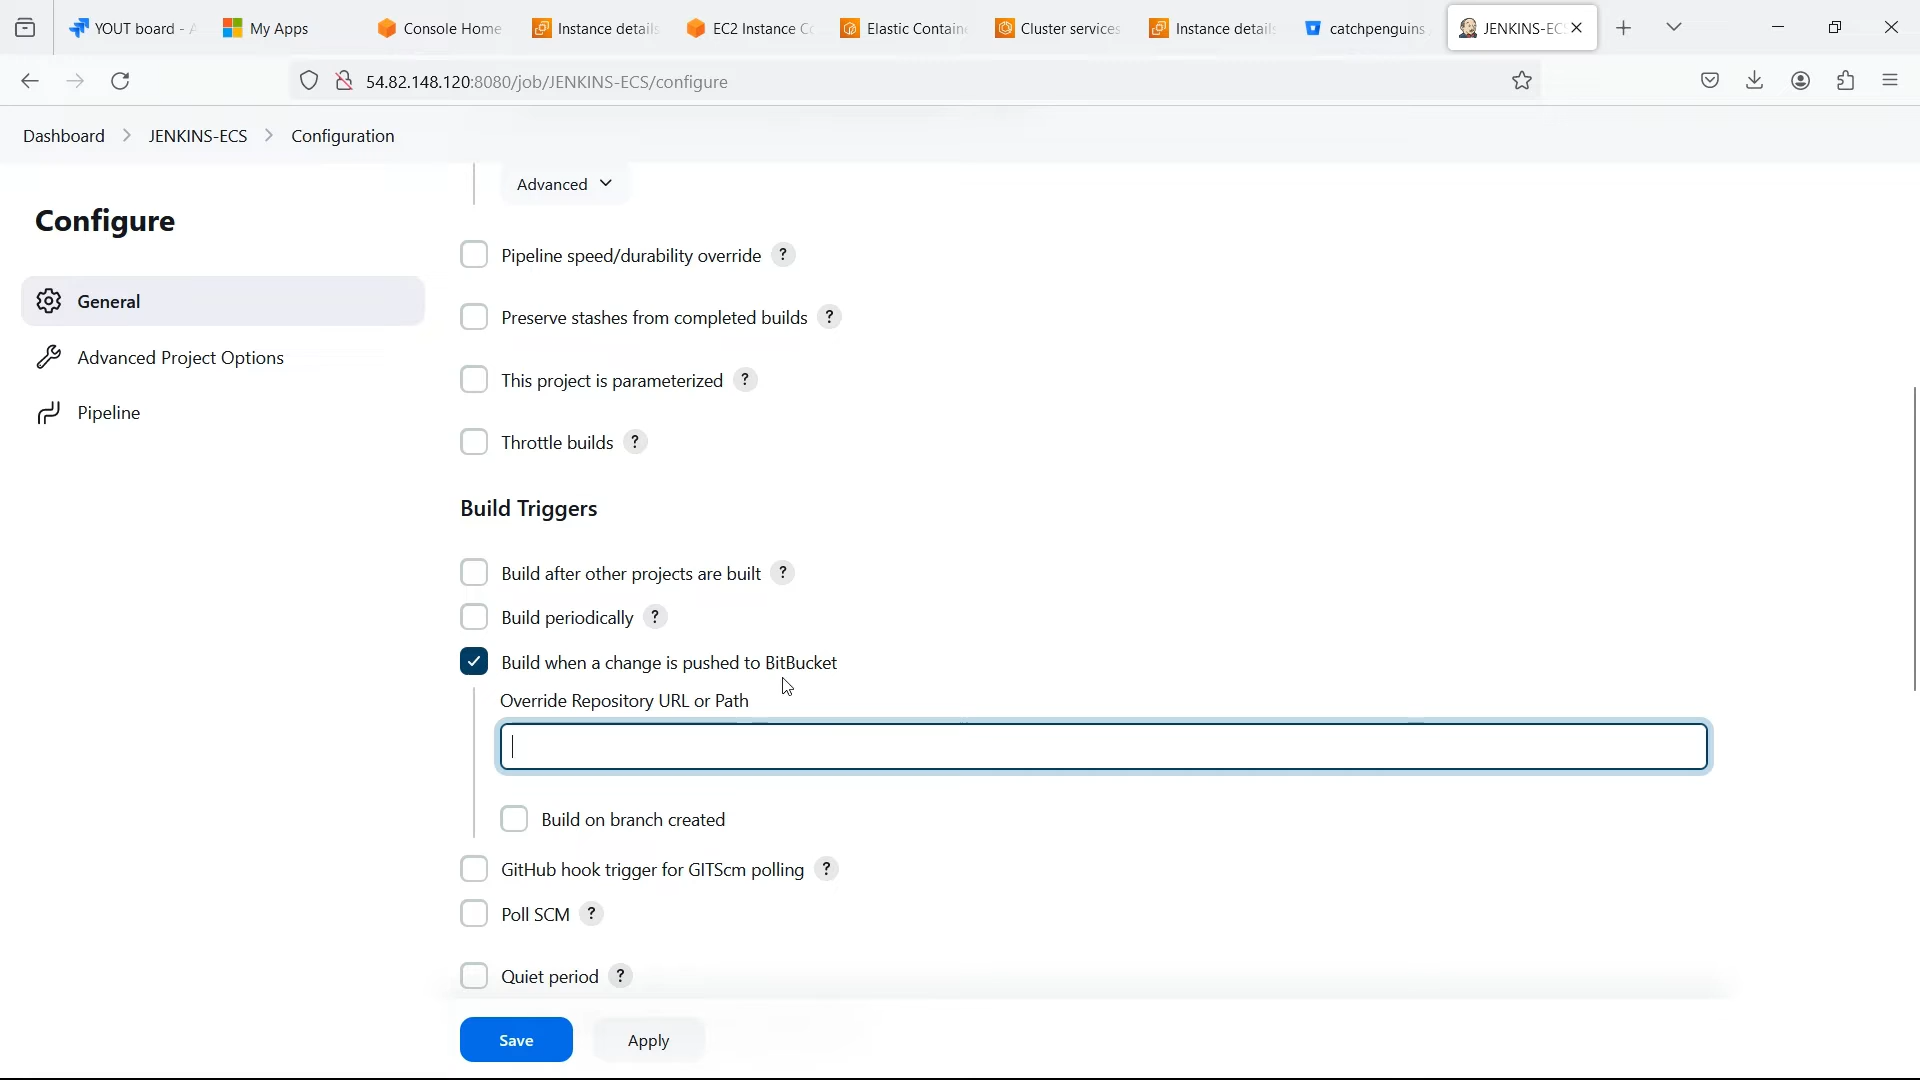 YOUT board - A
My Apps
Console Home
Instance details
EC2 Instance Co
Elastic Containe
Cluster services
Instance details
catchpenguins
JENKINS-EC
54.82.148.120:8080/job/JENKINS-ECS/configure
Dashboard > JENKINS-ECS > Configuration
Configure
General
Advanced Project Options
Pipeline
Advanced
Pipeline speed/durability override ?
Preserve stashes from completed builds ?
This project is parameterized ?
Throttle builds ?
Build Triggers
Build after other projects are built ?
Build periodically ?
Build when a change is pushed to BitBucket
Override Repository URL or Path
Build on branch created
GitHub hook trigger for GITScm polling ?
Poll SCM ?
Quiet period ?
Save
Apply